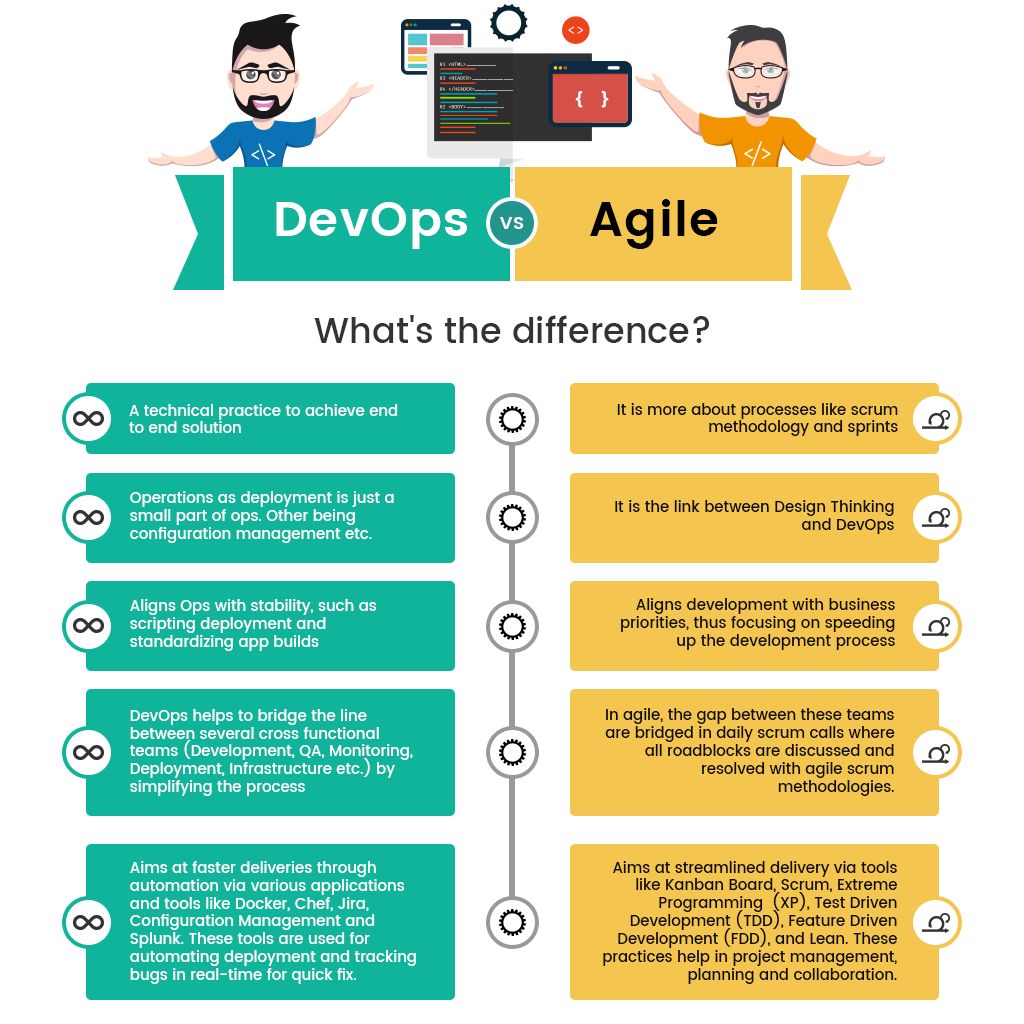 01 <HTML>
03 <HEADER>
04 </HEADER>
02 <BODY>
{ }
< >
</>
</>
DevOps
VS
Agile
What's the difference?
A technical practice to achieve end
to end solution
It is more about processes like scrum
methodology and sprints
Operations as deployment is just a
small part of ops. Other being
configuration management etc.
It is the link between Design Thinking
and DevOps
Aligns Ops with stability, such as
scripting deployment and
standardizing app builds
Aligns development with business
priorities, thus focusing on speeding
up the development process
DevOps helps to bridge the line
between several cross functional
teams (Development, QA, Monitoring,
Deployment, Infrastructure etc.) by
simplifying the process
In agile, the gap between these teams
are bridged in daily scrum calls where
all roadblocks are discussed and
resolved with agile scrum
methodologies.
Aims at faster deliveries through
automation via various applications
and tools like Docker, Chef, Jira,
Configuration Management and
Splunk. These tools are used for
automating deployment and tracking
bugs in real-time for quick fix.
Aims at streamlined delivery via tools
like Kanban Board, Scrum, Extreme
Programming (XP), Test Driven
Development (TDD), Feature Driven
Development (FDD), and Lean. These
practices help in project management,
planning and collaboration.